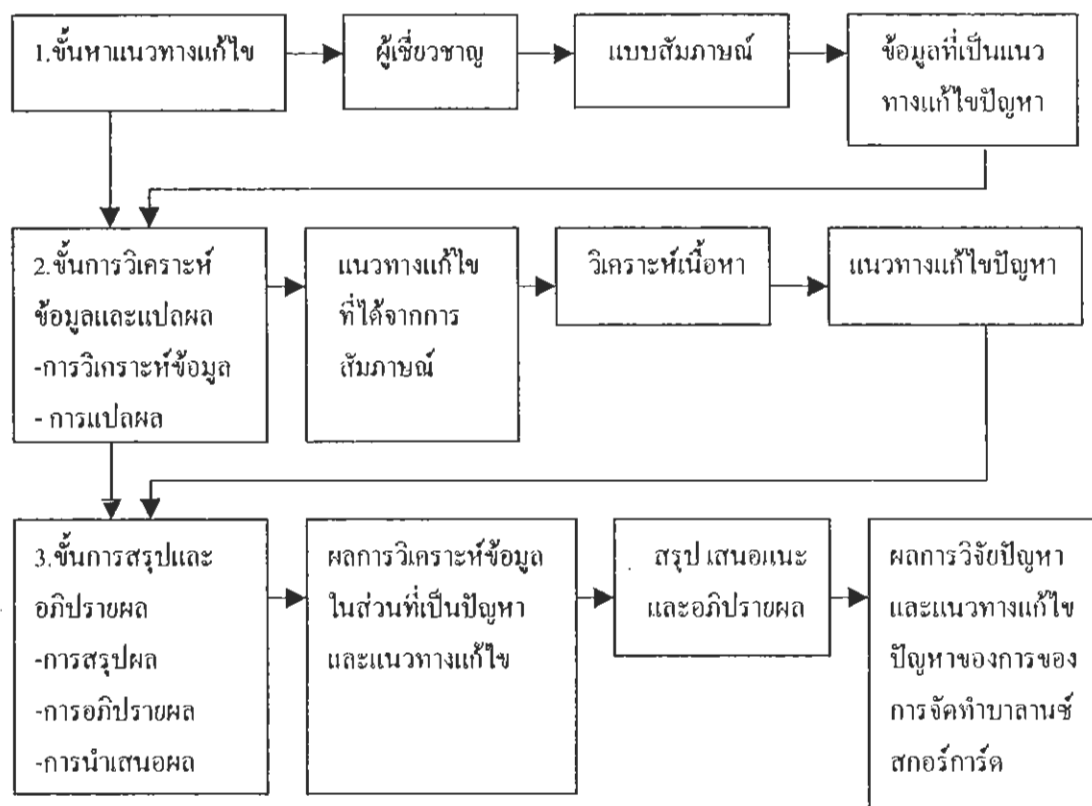 1.ขั้นหาแนวทางแก้ไข
ผู้เชี่ยวชาญ
แบบสัมภาษณ์
ข้อมูลที่เป็นแนว
ทางแก้ไขปัญหา
2.ขั้นการวิเคราะห์
ข้อมูลและแปลผล
-การวิเคราะห์ข้อมูล
- การแปลผล
แนวทางแก้ไข
ที่ได้จากการ
สัมภาษณ์
วิเคราะห์เนื้อหา
แนวทางแก้ไขปัญหา
3.ขั้นการสรุปและ
อภิปรายผล
-การสรุปผล
-การอภิปรายผล
-การนำเสนอผล
ผลการวิเคราะห์ข้อมูล
ในส่วนที่เป็นปัญหา
และแนวทางแก้ไข
สรุป เสนอแนะ
และอภิปรายผล
ผลการวิจัยปัญหา
และแนวทางแก้ไข
ปัญหาของการของ
การจัดทำบาลานซ์
สกอร์การ์ด